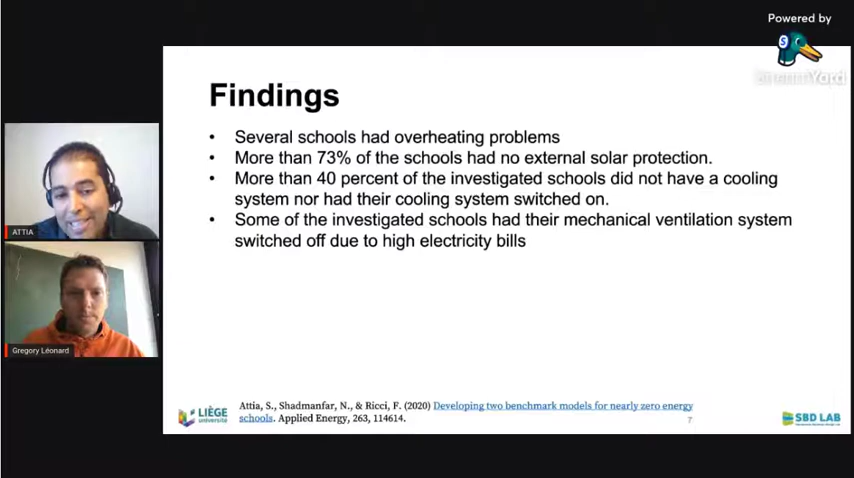 Powered by
StreamYard
Findings
• Several schools had overheating problems
• More than 73% of the schools had no external solar protection.
• More than 40 percent of the investigated schools did not have a cooling
system nor had their cooling system switched on.
• Some of the investigated schools had their mechanical ventilation system
switched off due to high electricity bills
ATTIA
Gregory Léonard
LIÈGE
université
Attia, S., Shadmanfar, N., & Ricci, F. (2020) Developing two benchmark models for nearly zero energy
schools. Applied Energy, 263, 114614.
7
SBD LAB